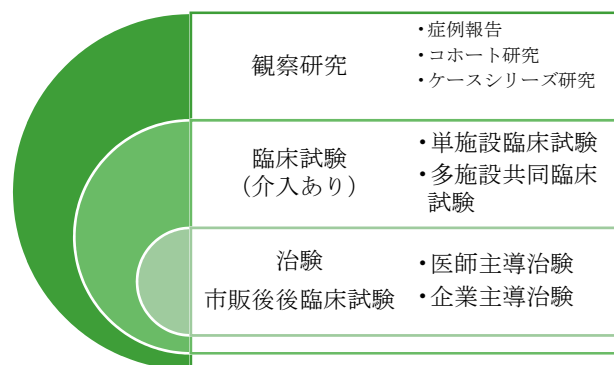 観察研究
・症例報告
・コホート研究
・ケースシリーズ研究
臨床試験
（介入あり）
・単施設臨床試験
・多施設共同臨床
試験
治験
市販後後臨床試験
・医師主導治験
・企業主導治験